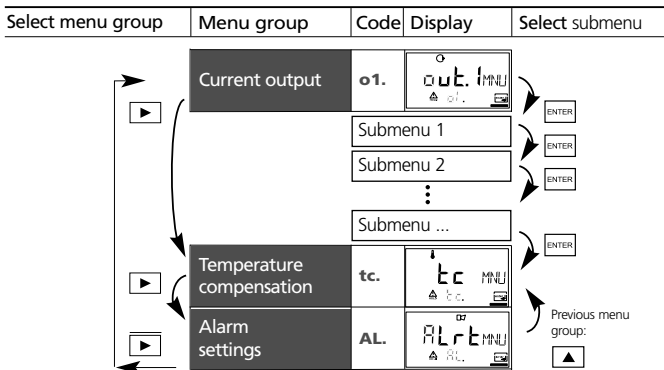 Select menu group Menu group Code Display Select submenu
Current output o1. out.1 MNU
o1.
ENTER
Submenu 1
ENTER
Submenu 2
ENTER
Submenu ...
ENTER
Temperature
compensation tc. tc MNU
tc.
Previous menu
group:
Alarm
settings AL. ALrt MNU
AL.